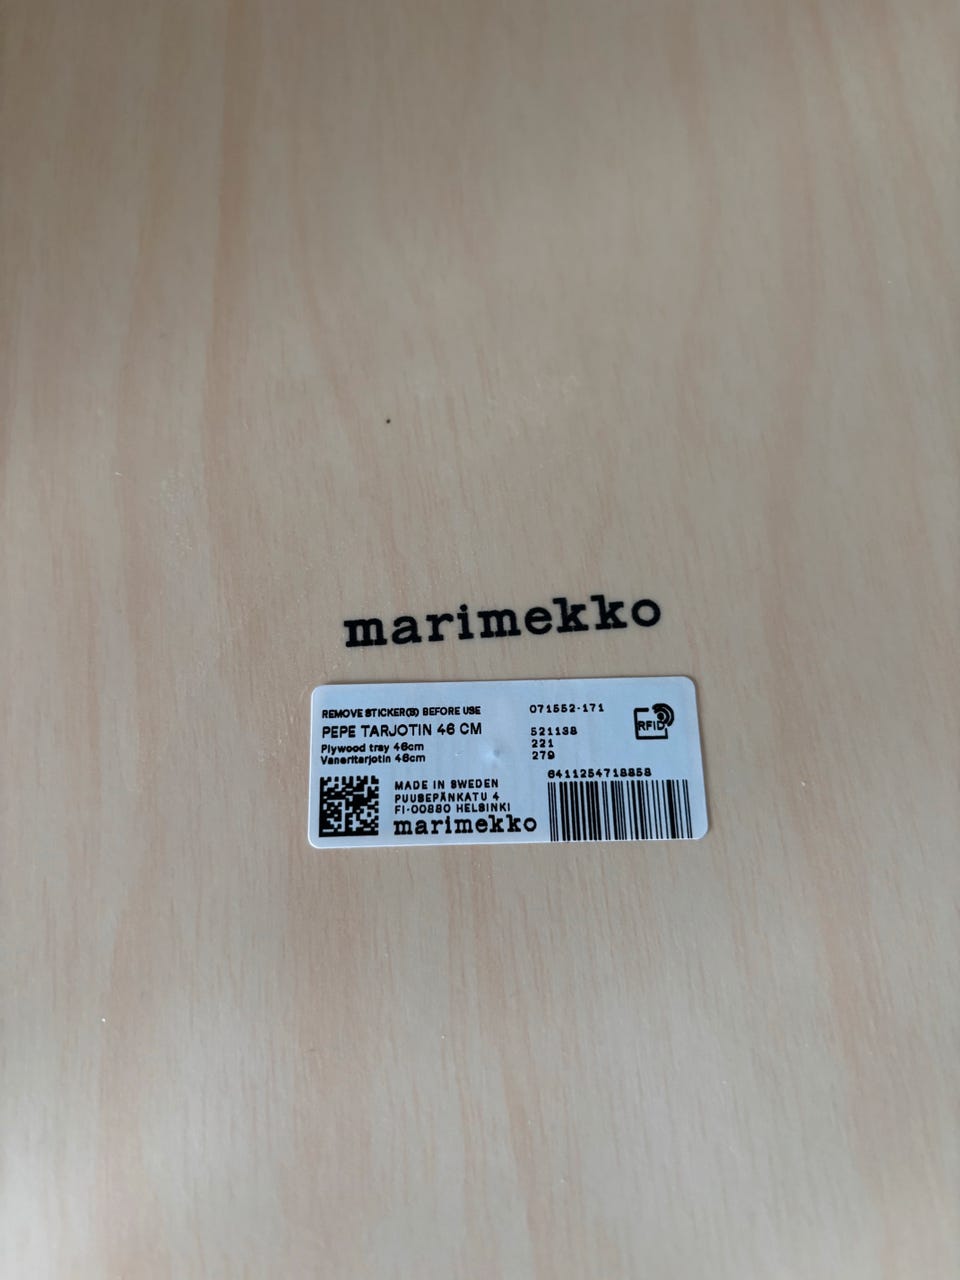 marimekko
REMOVE STICKER(S) BEFORE USE
PEPE TARJOTIN 46 CM
Plywood tray 46cm
Vaneritarjotin 46cm
MADE IN SWEDEN
PUUSEPÄNKATU 4
FI-00880 HELSINKI
marimekko
071552-171
521138
221
279
RFID
6411254718858